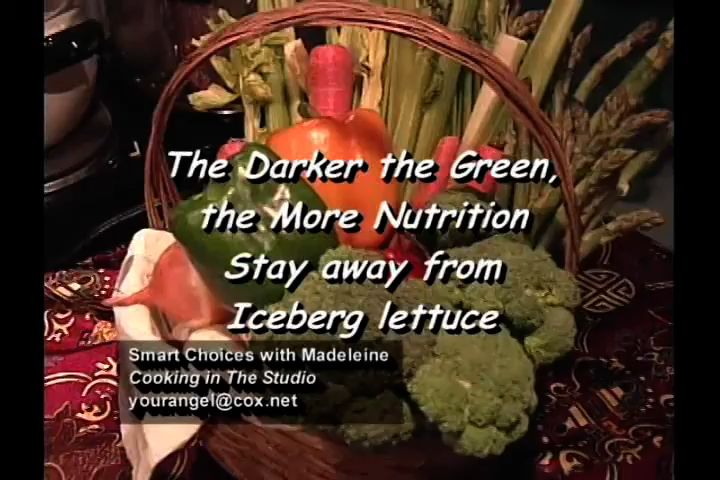 The Darker the Green,
the More Nutrition
Stay away from
Iceberg lettuce
Smart Choices with Madeleine
Cooking in The Studio
yourangel@cox.net